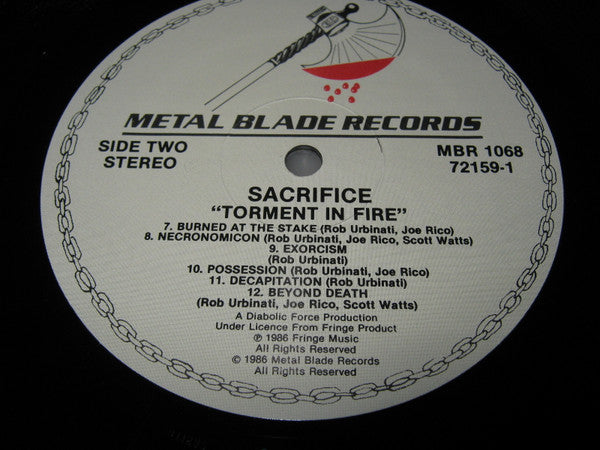 METAL BLADE RECORDS
SIDE TWO
STEREO
MBR 1068
72159-1
SACRIFICE
"TORMENT IN FIRE"
7. BURNED AT THE STAKE (Rob Urbinati, Joe Rico)
8. NECRONOMICON (Rob Urbinati, Joe Rico, Scott Watts)
9. EXORCISM
(Rob Urbinati)
10. POSSESSION (Rob Urbinati, Joe Rico)
11. DECAPITATION (Rob Urbinati)
12. BEYOND DEATH
(Rob Urbinati, Joe Rico, Scott Watts)
A Diabolic Force Production
Under Licence From Fringe Product
℗ 1986 Fringe Music
All Rights Reserved
© 1986 Metal Blade Records
All Rights Reserved